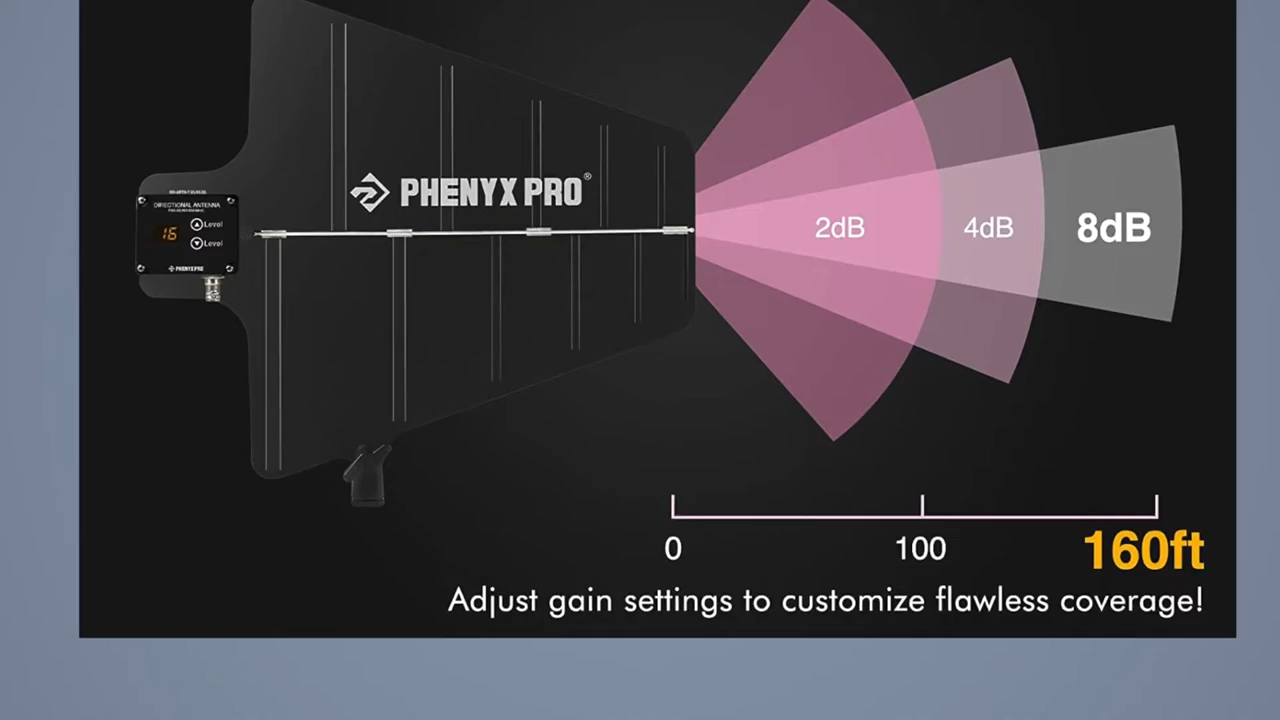 PHENYX PRO®
DIRECTIONAL ANTENNA
Level
16
Level
PHENYX PRO
2dB
4dB
8dB
0
100
160ft
Adjust gain settings to customize flawless coverage!